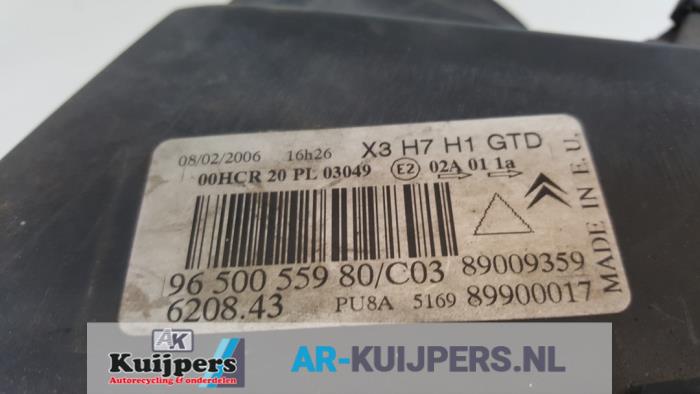 08/02/2006 16h26 X3 H7 H1 GTD
00HCR 20 PL 03049 E2 02A 01 1a
MADE IN E.U.
96 500 559 80/C03 89009359
6208.43 PU8A 5169 89900017
AK
Kuijpers
Autorecycling & onderdelen
AR-KUIJPERS.NL